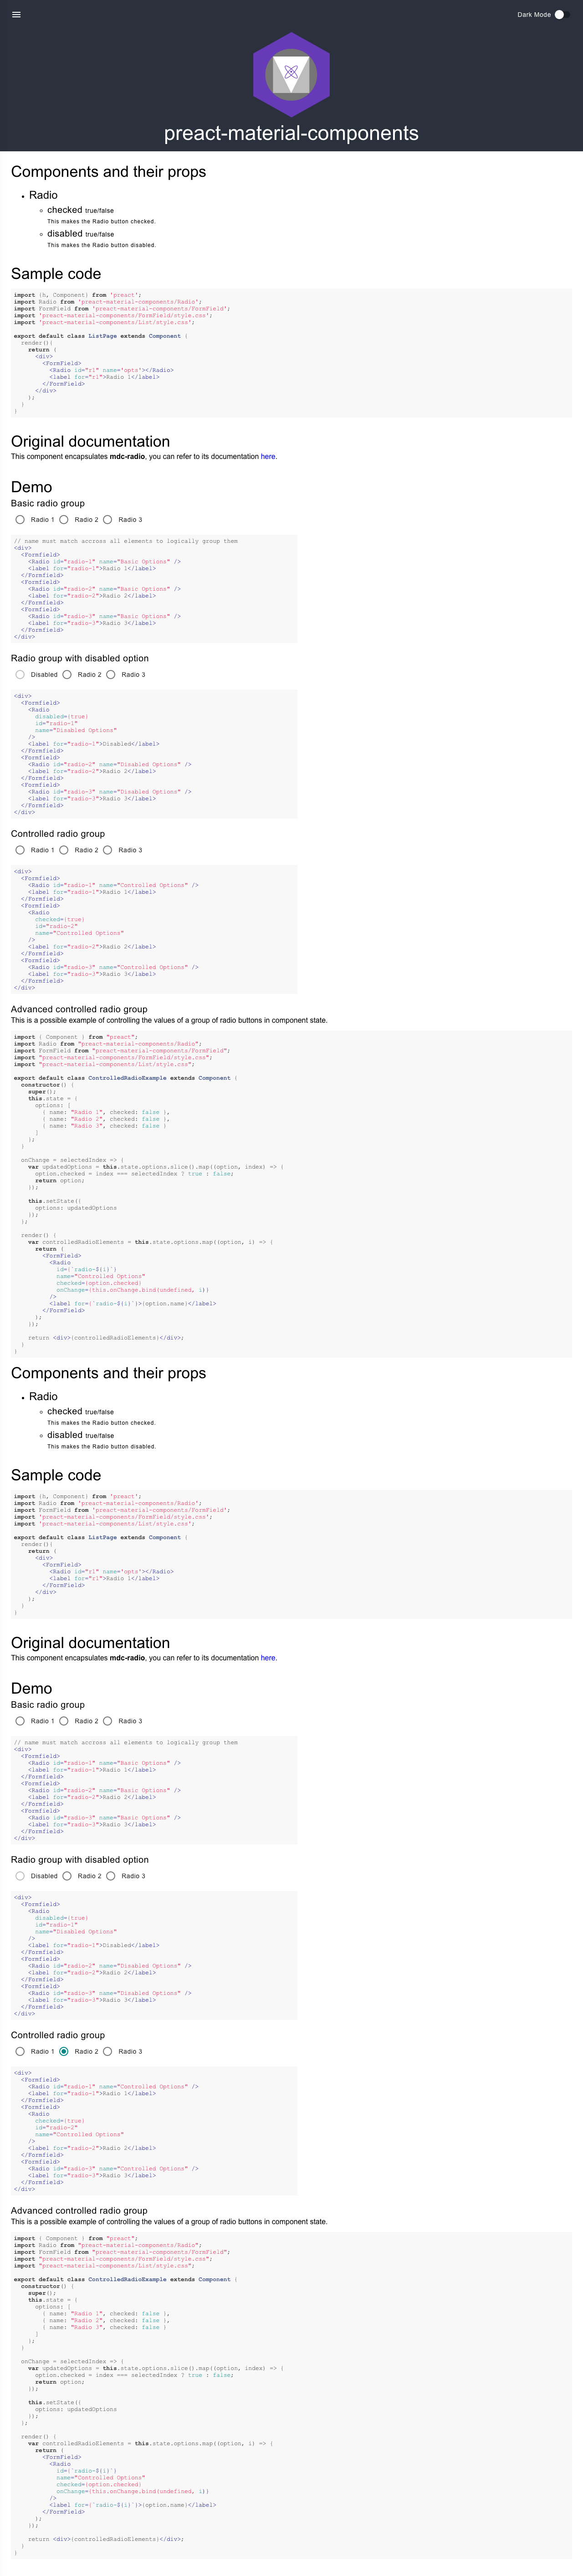 Dark Mode
preact-material-components
Components and their props
Radio
checked true/false
This makes the Radio button checked.
disabled true/false
This makes the Radio button disabled.
Sample code
import {h, Component} from 'preact';
import Radio from 'preact-material-components/Radio';
import FormField from 'preact-material-components/FormField';
import 'preact-material-components/FormField/style.css';
import 'preact-material-components/List/style.css';
export default class ListPage extends Component {
render(){
return (
<div>
<FormField>
<Radio id="r1" name='opts'></Radio>
<label for="r1">Radio 1</label>
</FormField>
</div>
);
}
}
Original documentation
This component encapsulates mdc-radio, you can refer to its documentation here.
Demo
Basic radio group
Radio 1 Radio 2 Radio 3
// name must match accross all elements to logically group them
<div>
<Formfield>
<Radio id="radio-1" name="Basic Options" />
<label for="radio-1">Radio 1</label>
</Formfield>
<Formfield>
<Radio id="radio-2" name="Basic Options" />
<label for="radio-2">Radio 2</label>
</Formfield>
<Formfield>
<Radio id="radio-3" name="Basic Options" />
<label for="radio-3">Radio 3</label>
</Formfield>
</div>
Radio group with disabled option
Disabled Radio 2 Radio 3
<div>
<Formfield>
<Radio
disabled={true}
id="radio-1"
name="Disabled Options"
/>
<label for="radio-1">Disabled</label>
</Formfield>
<Formfield>
<Radio id="radio-2" name="Disabled Options" />
<label for="radio-2">Radio 2</label>
</Formfield>
<Formfield>
<Radio id="radio-3" name="Disabled Options" />
<label for="radio-3">Radio 3</label>
</Formfield>
</div>
Controlled radio group
Radio 1 Radio 2 Radio 3
<div>
<Formfield>
<Radio id="radio-1" name="Controlled Options" />
<label for="radio-1">Radio 1</label>
</Formfield>
<Formfield>
<Radio
checked={true}
id="radio-2"
name="Controlled Options"
/>
<label for="radio-2">Radio 2</label>
</Formfield>
<Formfield>
<Radio id="radio-3" name="Controlled Options" />
<label for="radio-3">Radio 3</label>
</Formfield>
</div>
Advanced controlled radio group
This is a possible example of controlling the values of a group of radio buttons in component state.
import { Component } from "preact";
import Radio from "preact-material-components/Radio";
import FormField from "preact-material-components/FormField";
import "preact-material-components/FormField/style.css";
import "preact-material-components/List/style.css";
export default class ControlledRadioExample extends Component {
constructor() {
super();
this.state = {
options: [
{ name: "Radio 1", checked: false },
{ name: "Radio 2", checked: false },
{ name: "Radio 3", checked: false }
]
};
}
onChange = selectedIndex => {
var updatedOptions = this.state.options.slice().map((option, index) => {
option.checked = index === selectedIndex ? true : false;
return option;
});
this.setState({
options: updatedOptions
});
};
render() {
var controlledRadioElements = this.state.options.map((option, i) => {
return (
<FormField>
<Radio
id={`radio-${i}`}
name="Controlled Options"
checked={option.checked}
onChange={this.onChange.bind(undefined, i)}
/>
<label for={`radio-${i}`}>{option.name}</label>
</FormField>
);
});
return <div>{controlledRadioElements}</div>;
}
}
Components and their props
Radio
checked true/false
This makes the Radio button checked.
disabled true/false
This makes the Radio button disabled.
Sample code
import {h, Component} from 'preact';
import Radio from 'preact-material-components/Radio';
import FormField from 'preact-material-components/FormField';
import 'preact-material-components/FormField/style.css';
import 'preact-material-components/List/style.css';
export default class ListPage extends Component {
render(){
return (
<div>
<FormField>
<Radio id="r1" name='opts'></Radio>
<label for="r1">Radio 1</label>
</FormField>
</div>
);
}
}
Original documentation
This component encapsulates mdc-radio, you can refer to its documentation here.
Demo
Basic radio group
Radio 1 Radio 2 Radio 3
// name must match accross all elements to logically group them
<div>
<Formfield>
<Radio id="radio-1" name="Basic Options" />
<label for="radio-1">Radio 1</label>
</Formfield>
<Formfield>
<Radio id="radio-2" name="Basic Options" />
<label for="radio-2">Radio 2</label>
</Formfield>
<Formfield>
<Radio id="radio-3" name="Basic Options" />
<label for="radio-3">Radio 3</label>
</Formfield>
</div>
Radio group with disabled option
Disabled Radio 2 Radio 3
<div>
<Formfield>
<Radio
disabled={true}
id="radio-1"
name="Disabled Options"
/>
<label for="radio-1">Disabled</label>
</Formfield>
<Formfield>
<Radio id="radio-2" name="Disabled Options" />
<label for="radio-2">Radio 2</label>
</Formfield>
<Formfield>
<Radio id="radio-3" name="Disabled Options" />
<label for="radio-3">Radio 3</label>
</Formfield>
</div>
Controlled radio group
Radio 1 Radio 2 Radio 3
<div>
<Formfield>
<Radio id="radio-1" name="Controlled Options" />
<label for="radio-1">Radio 1</label>
</Formfield>
<Formfield>
<Radio
checked={true}
id="radio-2"
name="Controlled Options"
/>
<label for="radio-2">Radio 2</label>
</Formfield>
<Formfield>
<Radio id="radio-3" name="Controlled Options" />
<label for="radio-3">Radio 3</label>
</Formfield>
</div>
Advanced controlled radio group
This is a possible example of controlling the values of a group of radio buttons in component state.
import { Component } from "preact";
import Radio from "preact-material-components/Radio";
import FormField from "preact-material-components/FormField";
import "preact-material-components/FormField/style.css";
import "preact-material-components/List/style.css";
export default class ControlledRadioExample extends Component {
constructor() {
super();
this.state = {
options: [
{ name: "Radio 1", checked: false },
{ name: "Radio 2", checked: false },
{ name: "Radio 3", checked: false }
]
};
}
onChange = selectedIndex => {
var updatedOptions = this.state.options.slice().map((option, index) => {
option.checked = index === selectedIndex ? true : false;
return option;
});
this.setState({
options: updatedOptions
});
};
render() {
var controlledRadioElements = this.state.options.map((option, i) => {
return (
<FormField>
<Radio
id={`radio-${i}`}
name="Controlled Options"
checked={option.checked}
onChange={this.onChange.bind(undefined, i)}
/>
<label for={`radio-${i}`}>{option.name}</label>
</FormField>
);
});
return <div>{controlledRadioElements}</div>;
}
}